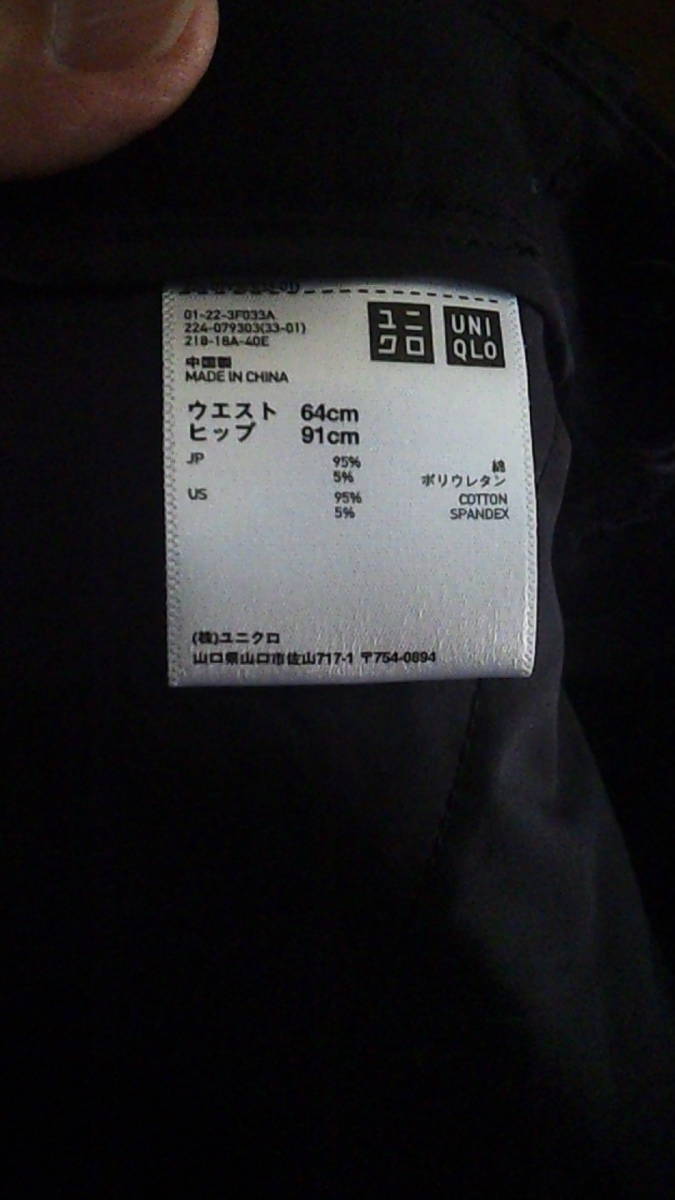 01-22-3F033A
224-079303(33-01)
218-18A-40E
中国製
MADE IN CHINA
ユニクロ
UNIQLO
ウエスト 64cm
ヒップ 91cm
JP 95% 綿
5% ポリウレタン
US 95% COTTON
5% SPANDEX
(株)ユニクロ
山口県山口市佐山717-1 〒754-0894